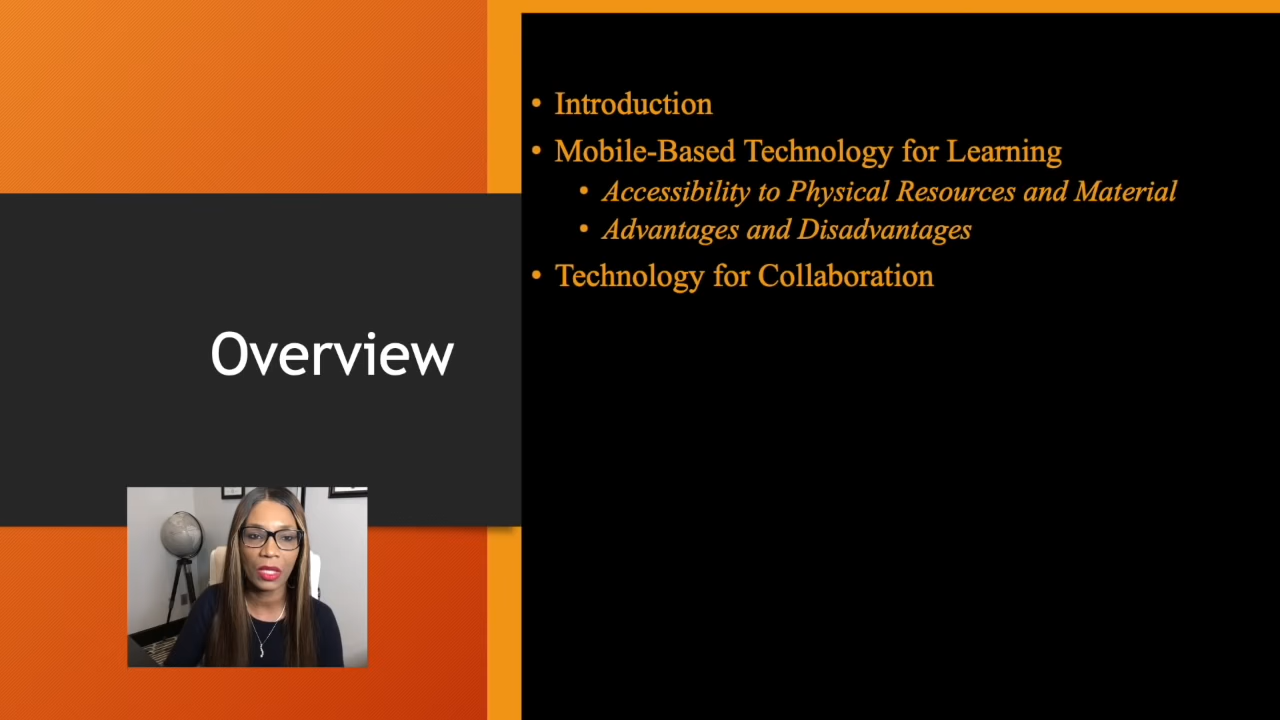 Overview
• Introduction
• Mobile-Based Technology for Learning
• Accessibility to Physical Resources and Material
• Advantages and Disadvantages
• Technology for Collaboration